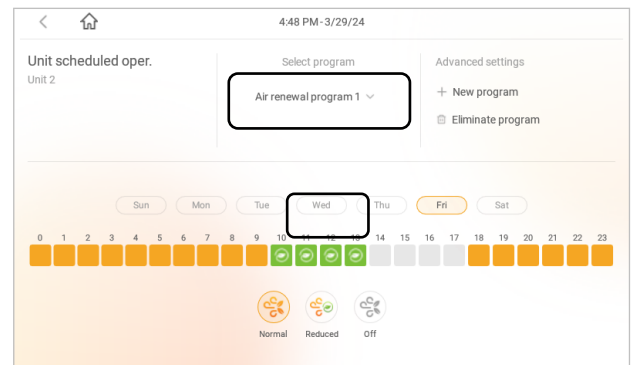 4:48 PM-3/29/24
Unit scheduled oper.
Unit 2
Select program
Air renewal program 1
Advanced settings
+ New program
Eliminate program
Sun Mon Tue Wed Thu Fri Sat
0 1 2 3 4 5 6 7 8 9 10 11 12 13 14 15 16 17 18 19 20 21 22 23
Normal Reduced Off